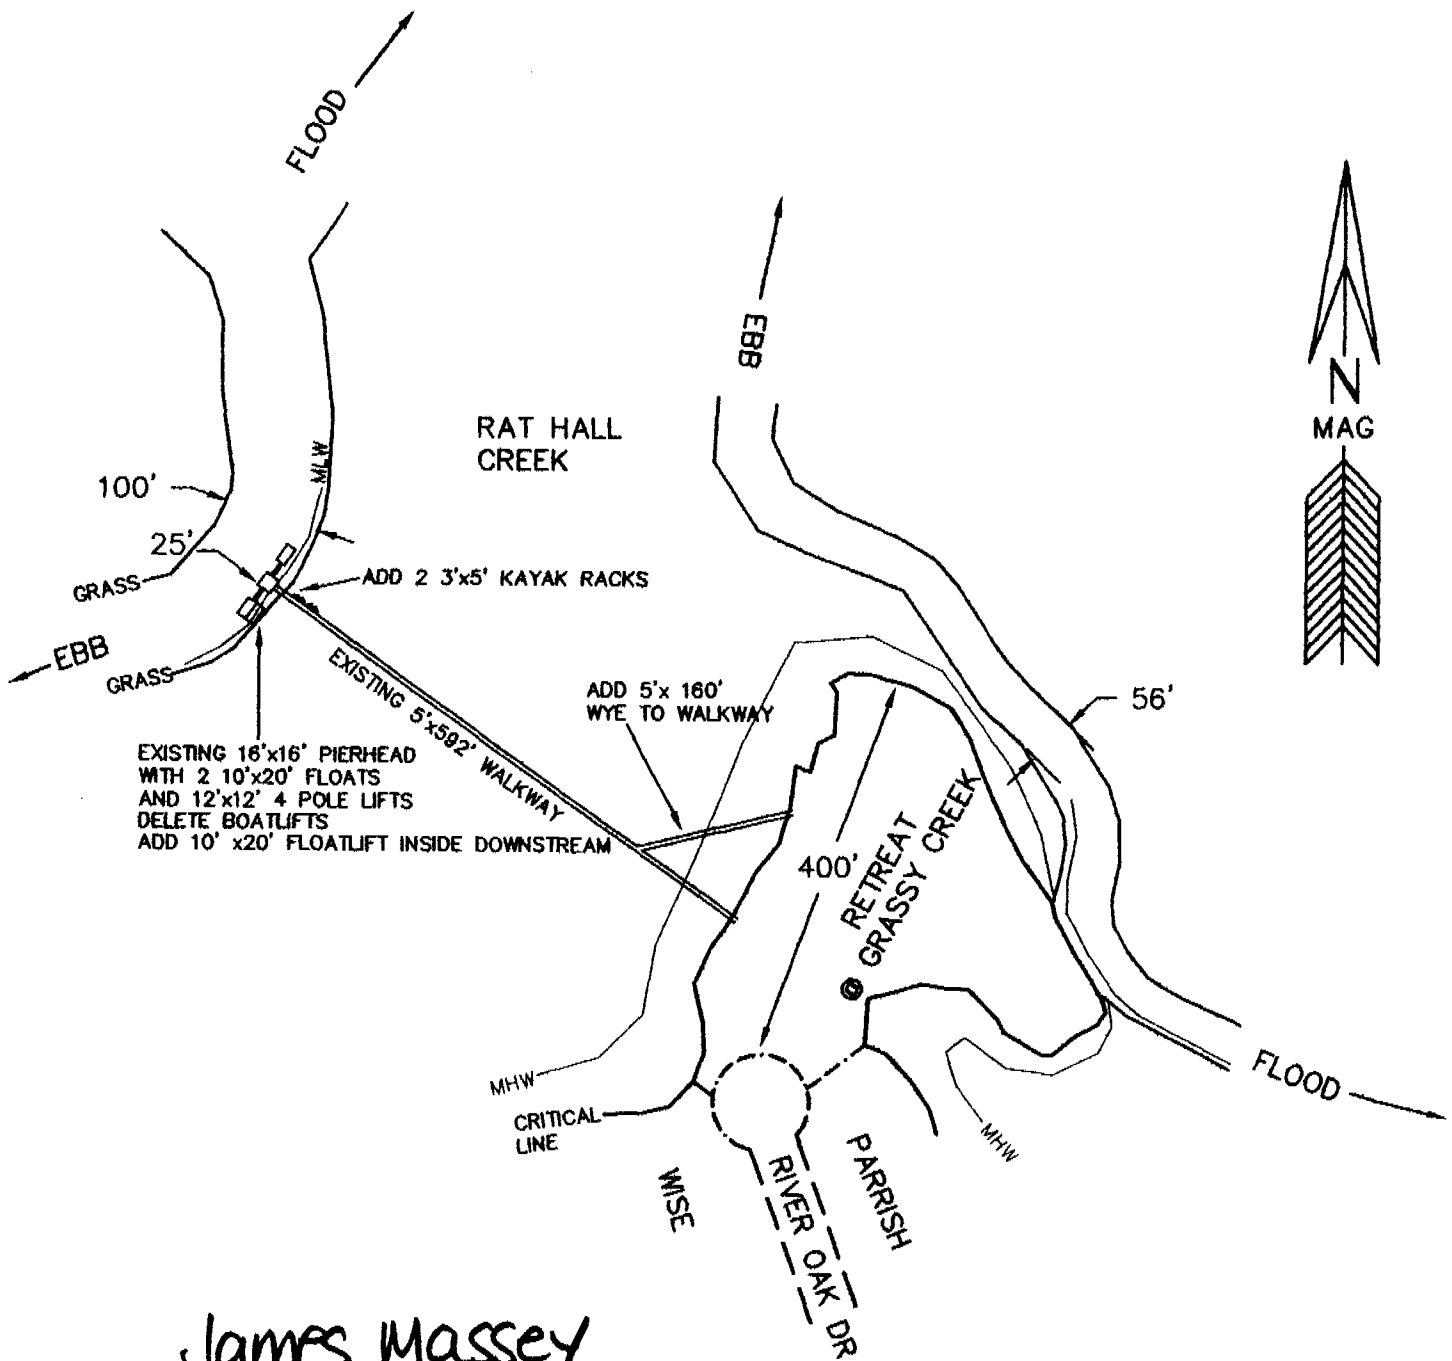 FLOOD
EBB
N
MAG
RAT HALL
CREEK
MLW
100'
25'
GRASS
ADD 2 3'x5' KAYAK RACKS
EBB
GRASS
EXISTING 5'x592' WALKWAY
ADD 5'x 160'
WYE TO WALKWAY
56'
EXISTING 16'x16' PIERHEAD
WITH 2 10'x20' FLOATS
AND 12'x12' 4 POLE LIFTS
DELETE BOATLIFTS
ADD 10' x20' FLOATLIFT INSIDE DOWNSTREAM
400'
RETREAT
GRASSY CREEK
MHW
CRITICAL
LINE
FLOOD
MHW
WISE
RIVER OAK DR
PARRISH
James Massey